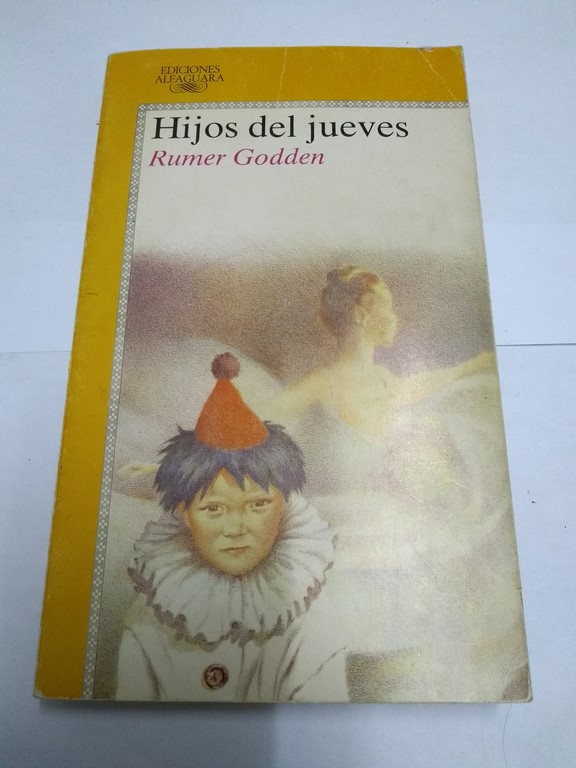 EDICIONES
ALFAGUARA
Hijos del jueves
Rumer Godden